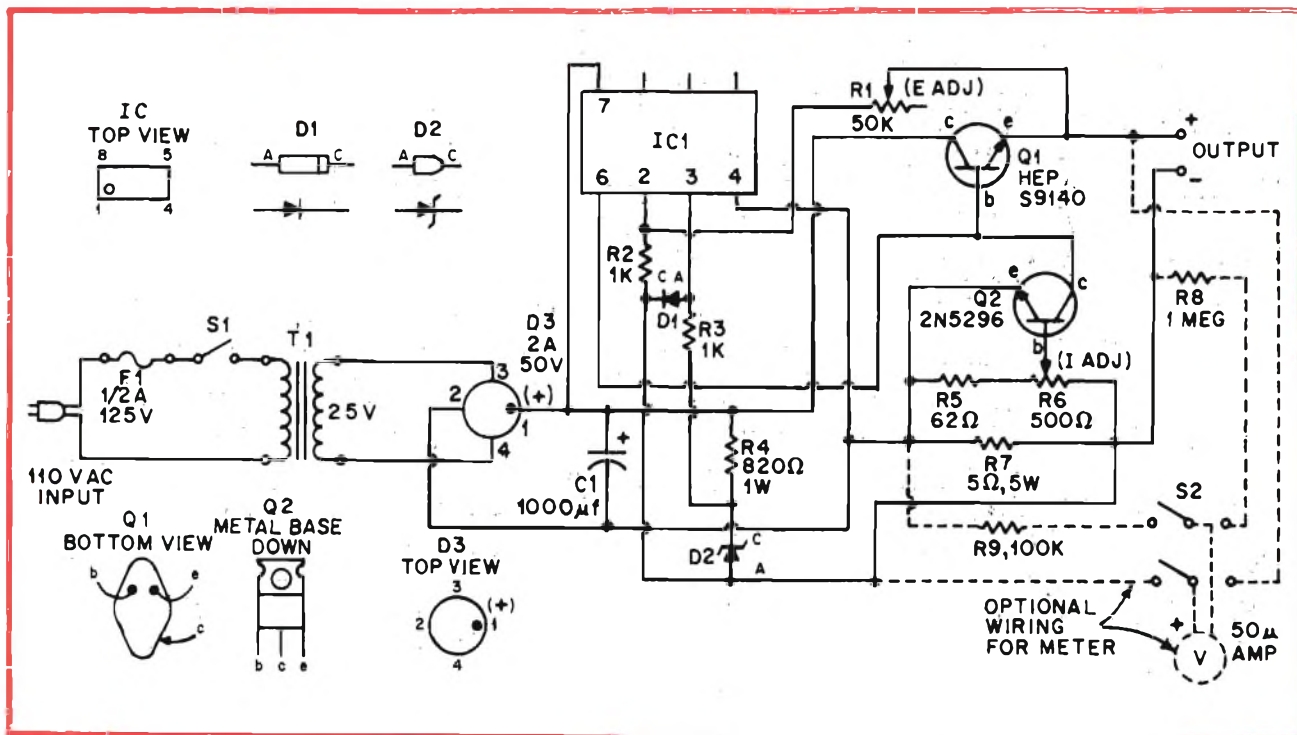 IC
TOP VIEW
8 5
1 4
D1
A C
D2
A C
7
IC1
6 2 3 4
R1 (E ADJ)
50K
c e
Q1
HEP
S9140
b
+
OUTPUT
-
R2
1K
C A
D1
R3
1K
e c
Q2
2N5296
b
(I ADJ)
R8
1 MEG
S1
T1
F1
1/2A
125V
25V
110 VAC
INPUT
D3
2A
50V
3
2
(+)
1
4
+
C1
1000µf
R4
820Ω
1W
R5
62Ω
R6
500Ω
R7
5Ω,5W
D2
C
A
R9,100K
S2
OPTIONAL
WIRING
FOR METER
+
V
50µ
AMP
Q1
BOTTOM VIEW
b e
c
Q2
METAL BASE
DOWN
b c e
D3
TOP VIEW
3
2
(+)
1
4